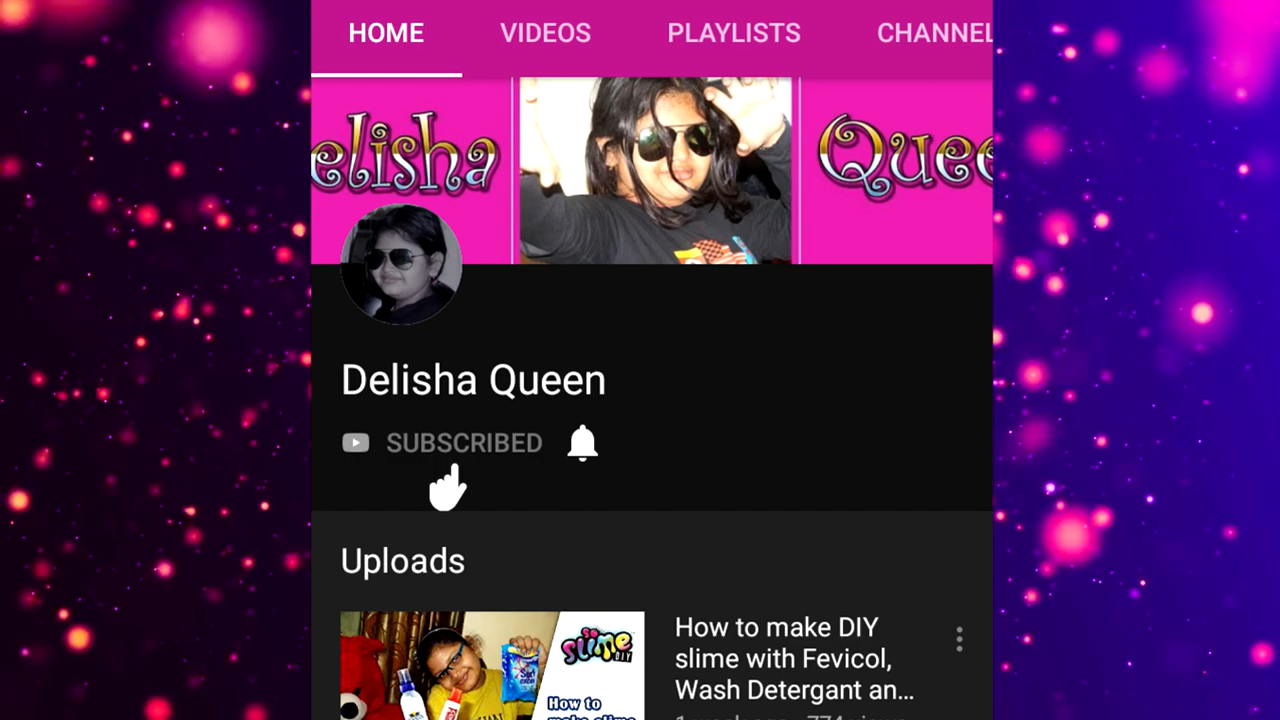 HOME VIDEOS PLAYLISTS CHANNEL
elisha Quee
Delisha Queen
SUBSCRIBED
Uploads
How to make DIY
slime with Fevicol,
Wash Detergant an...
slime
DIY
How to